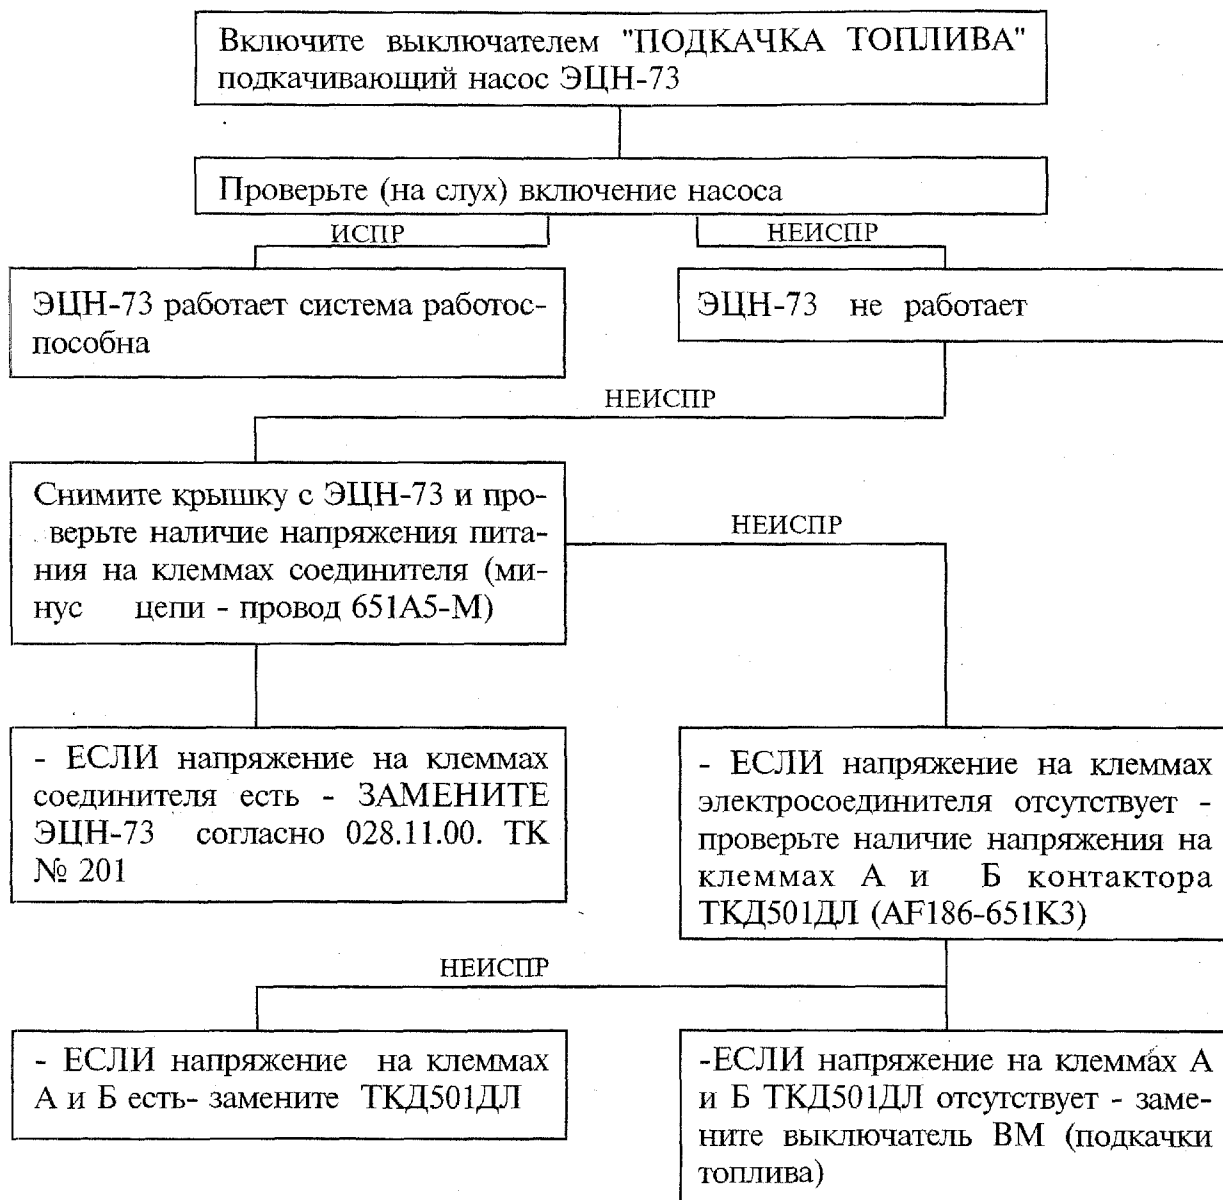 Включите выключателем "ПОДКАЧКА ТОПЛИВА"
подкачивающий насос ЭЦН-73
Проверьте (на слух) включение насоса
ИСПР
НЕИСПР
ЭЦН-73 работает система работос-
пособна
ЭЦН-73 не работает
НЕИСПР
Снимите крышку с ЭЦН-73 и про-
верьте наличие напряжения пита-
ния на клеммах соединителя (ми-
нус цепи - провод 651А5-М)
НЕИСПР
- ЕСЛИ напряжение на клеммах
соединителя есть - ЗАМЕНИТЕ
ЭЦН-73 согласно 028.11.00. ТК
№ 201
- ЕСЛИ напряжение на клеммах
электросоединителя отсутствует -
проверьте наличие напряжения на
клеммах А и Б контактора
ТКД501ДЛ (AF186-651К3)
НЕИСПР
- ЕСЛИ напряжение на клеммах
А и Б есть- замените ТКД501ДЛ
-ЕСЛИ напряжение на клеммах А
и Б ТКД501ДЛ отсутствует - заме-
ните выключатель ВМ (подкачки
топлива)